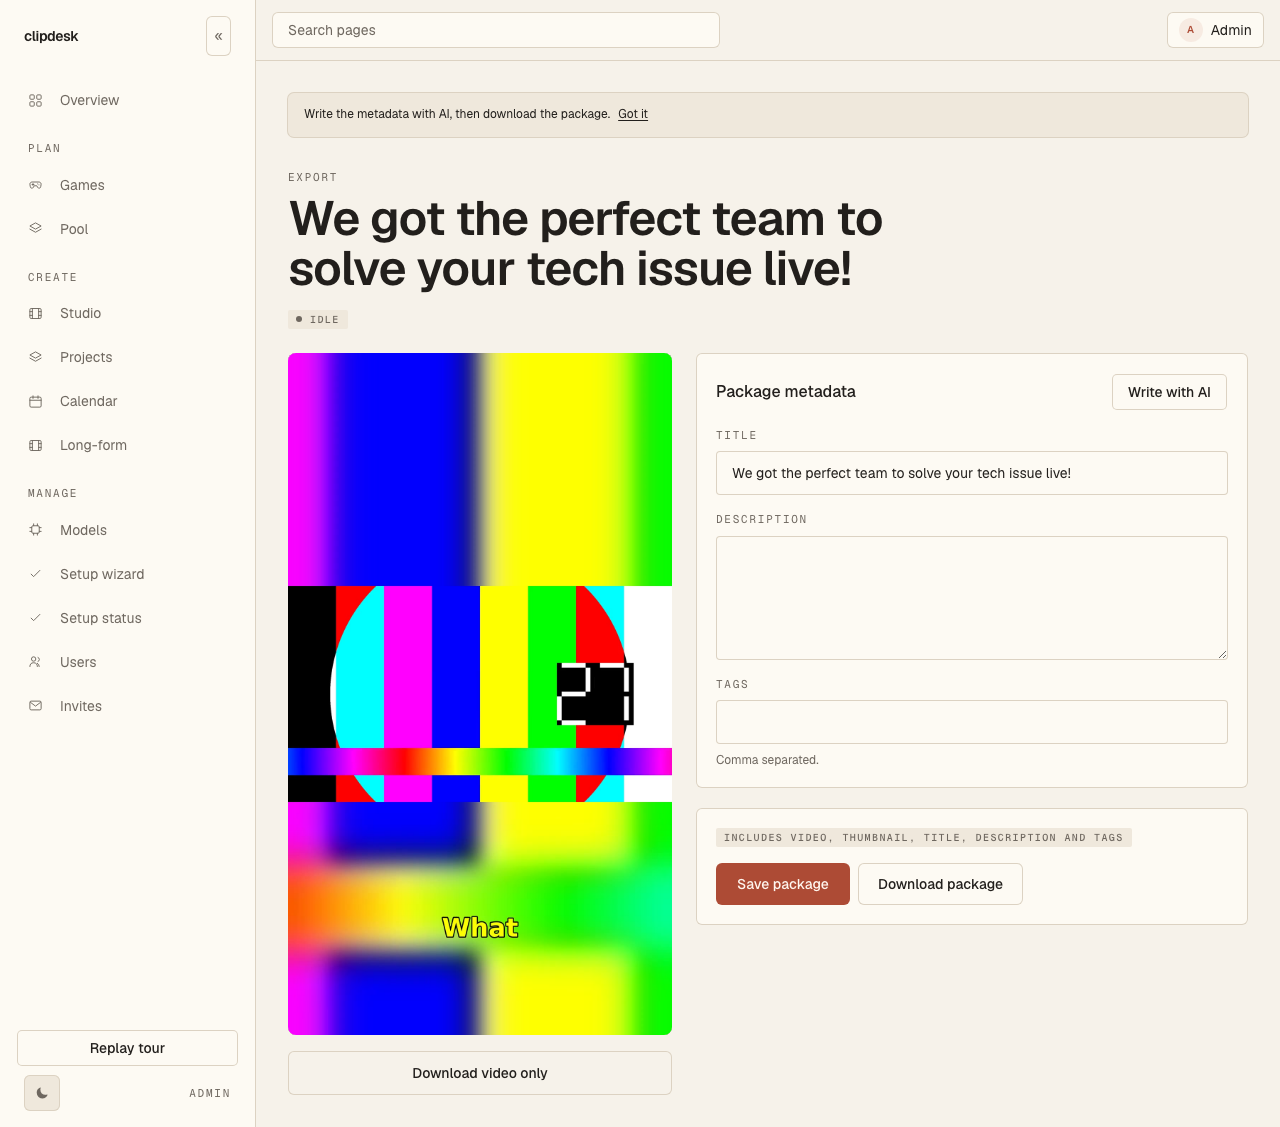 clipdesk
«
Search pages
A
Admin
Overview
PLAN
Games
Pool
CREATE
Studio
Projects
Calendar
Long-form
MANAGE
Models
Setup wizard
Setup status
Users
Invites
Replay tour
ADMIN
Write the metadata with AI, then download the package. Got it
EXPORT
We got the perfect team to
solve your tech issue live!
IDLE
21
What
Download video only
Package metadata
Write with AI
TITLE
We got the perfect team to solve your tech issue live!
DESCRIPTION
TAGS
Comma separated.
INCLUDES VIDEO, THUMBNAIL, TITLE, DESCRIPTION AND TAGS
Save package
Download package